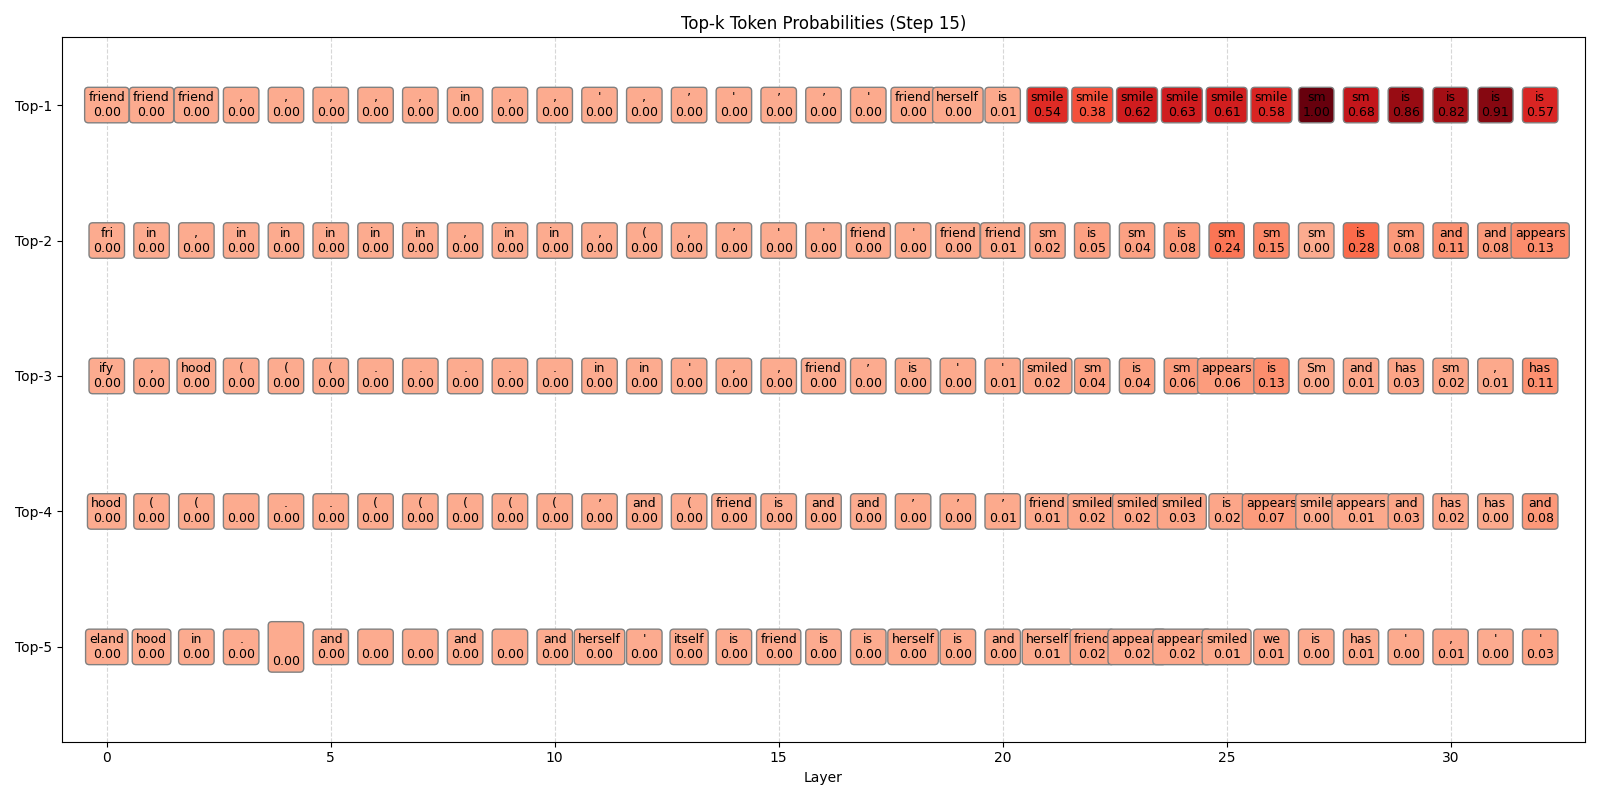 Top-k Token Probabilities (Step 15)
friend friend friend , , , , , in , , ' , ’ ' ’ ’ ' friend herself is smile smile smile smile smile smile sm sm is is is is
Top-1 0.00 0.00 0.00 0.00 0.00 0.00 0.00 0.00 0.00 0.00 0.00 0.00 0.00 0.00 0.00 0.00 0.00 0.00 0.00 0.00 0.01 0.54 0.38 0.62 0.63 0.61 0.58 1.00 0.68 0.86 0.82 0.91 0.57
fri in , in in in in in , in in , ( , ’ ' ' friend ' friend friend sm is sm is sm sm sm is sm and and appears
Top-2 0.00 0.00 0.00 0.00 0.00 0.00 0.00 0.00 0.00 0.00 0.00 0.00 0.00 0.00 0.00 0.00 0.00 0.00 0.00 0.00 0.01 0.02 0.05 0.04 0.08 0.24 0.15 0.00 0.28 0.08 0.11 0.08 0.13
ify , hood ( ( ( . . . . . in in ' , , friend ’ is ' ' smiled sm is sm appears is Sm and has sm , has
Top-3 0.00 0.00 0.00 0.00 0.00 0.00 0.00 0.00 0.00 0.00 0.00 0.00 0.00 0.00 0.00 0.00 0.00 0.00 0.00 0.00 0.01 0.02 0.04 0.04 0.06 0.06 0.13 0.00 0.01 0.03 0.02 0.01 0.11
hood ( ( . . ( ( ( ( ( ’ and ( friend is and and ’ ’ ’ friend smiled smiled smiled is appears smile appears and has has and
Top-4 0.00 0.00 0.00 0.00 0.00 0.00 0.00 0.00 0.00 0.00 0.00 0.00 0.00 0.00 0.00 0.00 0.00 0.00 0.00 0.00 0.01 0.01 0.02 0.02 0.03 0.02 0.07 0.00 0.01 0.03 0.02 0.00 0.08
eland hood in . and and and herself ' itself is friend is is herself is and herself friend appears appears smiled we is has ' , ' '
Top-5 0.00 0.00 0.00 0.00 0.00 0.00 0.00 0.00 0.00 0.00 0.00 0.00 0.00 0.00 0.00 0.00 0.00 0.00 0.00 0.00 0.00 0.01 0.02 0.02 0.02 0.01 0.01 0.00 0.01 0.00 0.01 0.00 0.03
0 5 10 15 20 25 30
Layer